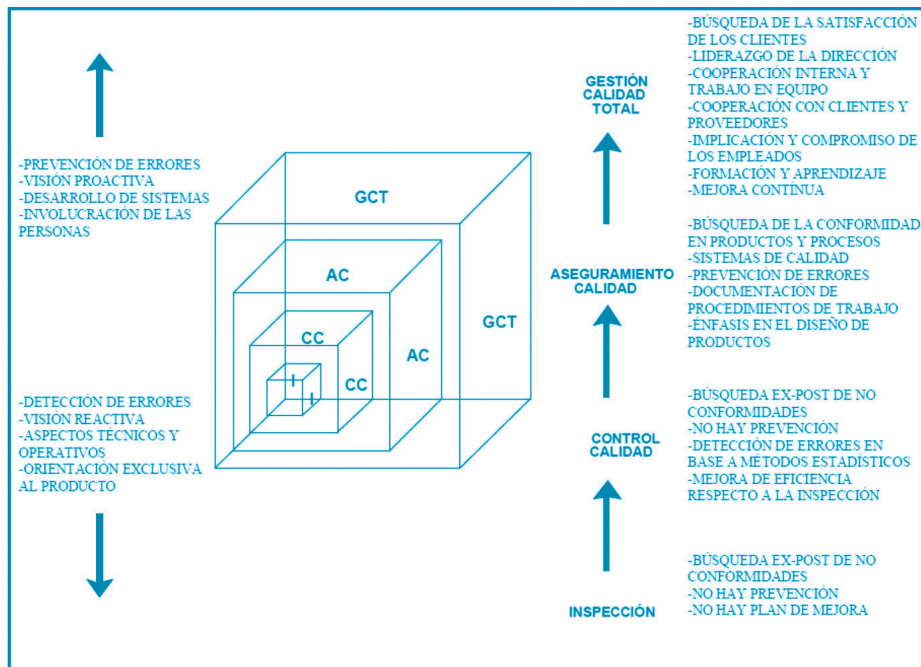 -PREVENCIÓN DE ERRORES
-VISIÓN PROACTIVA
-DESARROLLO DE SISTEMAS
-INVOLUCRACIÓN DE LAS
PERSONAS
-DETECCIÓN DE ERRORES
-VISIÓN REACTIVA
-ASPECTOS TÉCNICOS Y
OPERATIVOS
-ORIENTACIÓN EXCLUSIVA
AL PRODUCTO
GCT
AC
GCT
CC
AC
CC
I
I
GESTIÓN
CALIDAD
TOTAL
-BÚSQUEDA DE LA SATISFACCIÓN
DE LOS CLIENTES
-LIDERAZGO DE LA DIRECCIÓN
-COOPERACIÓN INTERNA Y
TRABAJO EN EQUIPO
-COOPERACIÓN CON CLIENTES Y
PROVEEDORES
-IMPLICACIÓN Y COMPROMISO DE
LOS EMPLEADOS
-FORMACIÓN Y APRENDIZAJE
-MEJORA CONTÍNUA
ASEGURAMIENTO
CALIDAD
-BÚSQUEDA DE LA CONFORMIDAD
EN PRODUCTOS Y PROCESOS
-SISTEMAS DE CALIDAD
-PREVENCIÓN DE ERRORES
-DOCUMENTACIÓN DE
PROCEDIMIENTOS DE TRABAJO
-ÉNFASIS EN EL DISEÑO DE
PRODUCTOS
CONTROL
CALIDAD
-BÚSQUEDA EX-POST DE NO
CONFORMIDADES
-NO HAY PREVENCIÓN
-DETECCIÓN DE ERRORES EN
BASE A MÉTODOS ESTADÍSTICOS
-MEJORA DE EFICIENCIA
RESPECTO A LA INSPECCIÓN
INSPECCIÓN
-BÚSQUEDA EX-POST DE NO
CONFORMIDADES
-NO HAY PREVENCIÓN
-NO HAY PLAN DE MEJORA